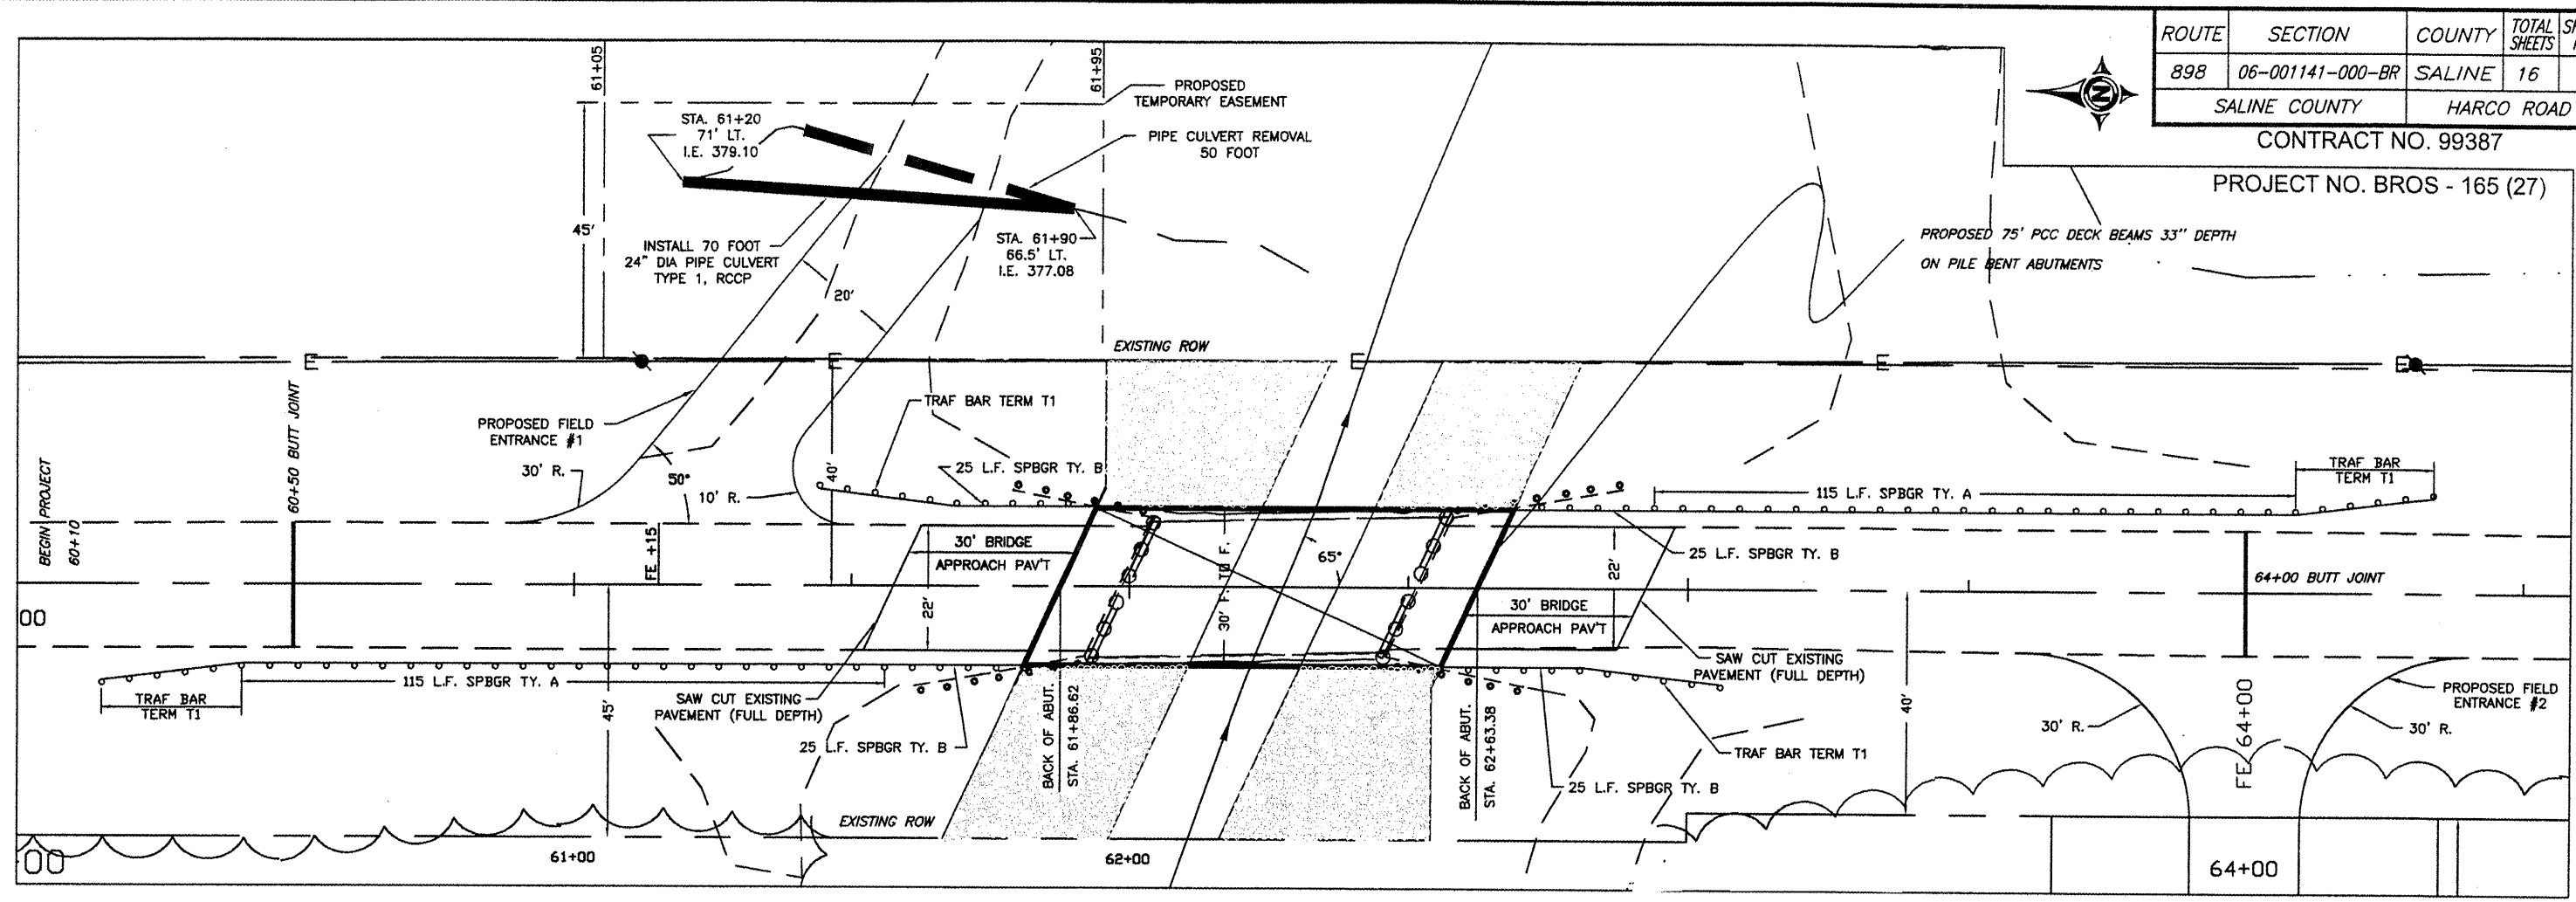 ROUTE SECTION COUNTY TOTAL SHEETS
898 06-001141-000-BR SALINE 16
SALINE COUNTY HARCO ROAD
CONTRACT NO. 99387
PROJECT NO. BROS - 165 (27)
N
61+05
61+95
PROPOSED
TEMPORARY EASEMENT
STA. 61+20
71' LT.
I.E. 379.10
PIPE CULVERT REMOVAL
50 FOOT
45'
INSTALL 70 FOOT
24" DIA PIPE CULVERT
TYPE 1, RCCP
STA. 61+90
66.5' LT.
I.E. 377.08
20'
PROPOSED 75' PCC DECK BEAMS 33" DEPTH
ON PILE BENT ABUTMENTS
EXISTING ROW
E
E
E
E
E
60+50 BUTT JOINT
PROPOSED FIELD
ENTRANCE #1
30' R.
50°
10' R.
40'
TRAF BAR TERM T1
25 L.F. SPBGR TY. B
115 L.F. SPBGR TY. A
TRAF BAR
TERM T1
BEGIN PROJECT
60+10
FE +15
30' BRIDGE
APPROACH PAV'T
22'
30' F. TO F.
65°
25 L.F. SPBGR TY. B
22'
30' BRIDGE
APPROACH PAV'T
64+00 BUTT JOINT
00
TRAF BAR
TERM T1
115 L.F. SPBGR TY. A
45'
SAW CUT EXISTING
PAVEMENT (FULL DEPTH)
25 L.F. SPBGR TY. B
BACK OF ABUT.
STA. 61+86.62
BACK OF ABUT.
STA. 62+63.38
SAW CUT EXISTING
PAVEMENT (FULL DEPTH)
TRAF BAR TERM T1
25 L.F. SPBGR TY. B
40'
30' R.
FE 64+00
PROPOSED FIELD
ENTRANCE #2
30' R.
EXISTING ROW
00
61+00
62+00
64+00